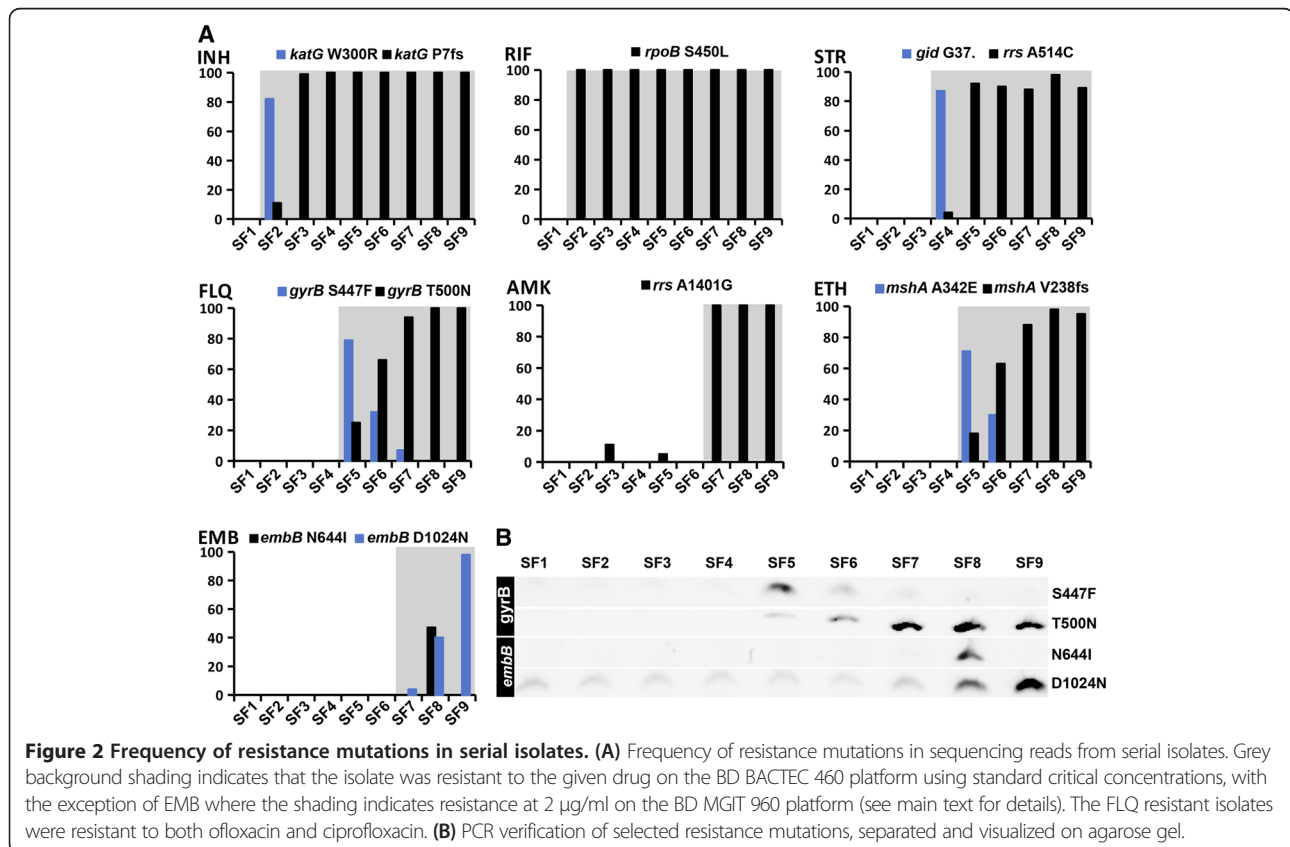 A
INH
katG W300R katG P7fs
100
80
60
40
20
0
SF1 SF2 SF3 SF4 SF5 SF6 SF7 SF8 SF9
RIF
rpoB S450L
100
80
60
40
20
0
SF1 SF2 SF3 SF4 SF5 SF6 SF7 SF8 SF9
STR
gid G37. rrs A514C
100
80
60
40
20
0
SF1 SF2 SF3 SF4 SF5 SF6 SF7 SF8 SF9
FLQ
gyrB S447F gyrB T500N
100
80
60
40
20
0
SF1 SF2 SF3 SF4 SF5 SF6 SF7 SF8 SF9
AMK
rrs A1401G
100
80
60
40
20
0
SF1 SF2 SF3 SF4 SF5 SF6 SF7 SF8 SF9
ETH
mshA A342E mshA V238fs
100
80
60
40
20
0
SF1 SF2 SF3 SF4 SF5 SF6 SF7 SF8 SF9
EMB
embB N644I embB D1024N
100
80
60
40
20
0
SF1 SF2 SF3 SF4 SF5 SF6 SF7 SF8 SF9
B
SF1 SF2 SF3 SF4 SF5 SF6 SF7 SF8 SF9
gyrB
S447F
T500N
embB
N644I
D1024N
Figure 2 Frequency of resistance mutations in serial isolates. (A) Frequency of resistance mutations in sequencing reads from serial isolates. Grey
background shading indicates that the isolate was resistant to the given drug on the BD BACTEC 460 platform using standard critical concentrations, with
the exception of EMB where the shading indicates resistance at 2 μg/ml on the BD MGIT 960 platform (see main text for details). The FLQ resistant isolates
were resistant to both ofloxacin and ciprofloxacin. (B) PCR verification of selected resistance mutations, separated and visualized on agarose gel.